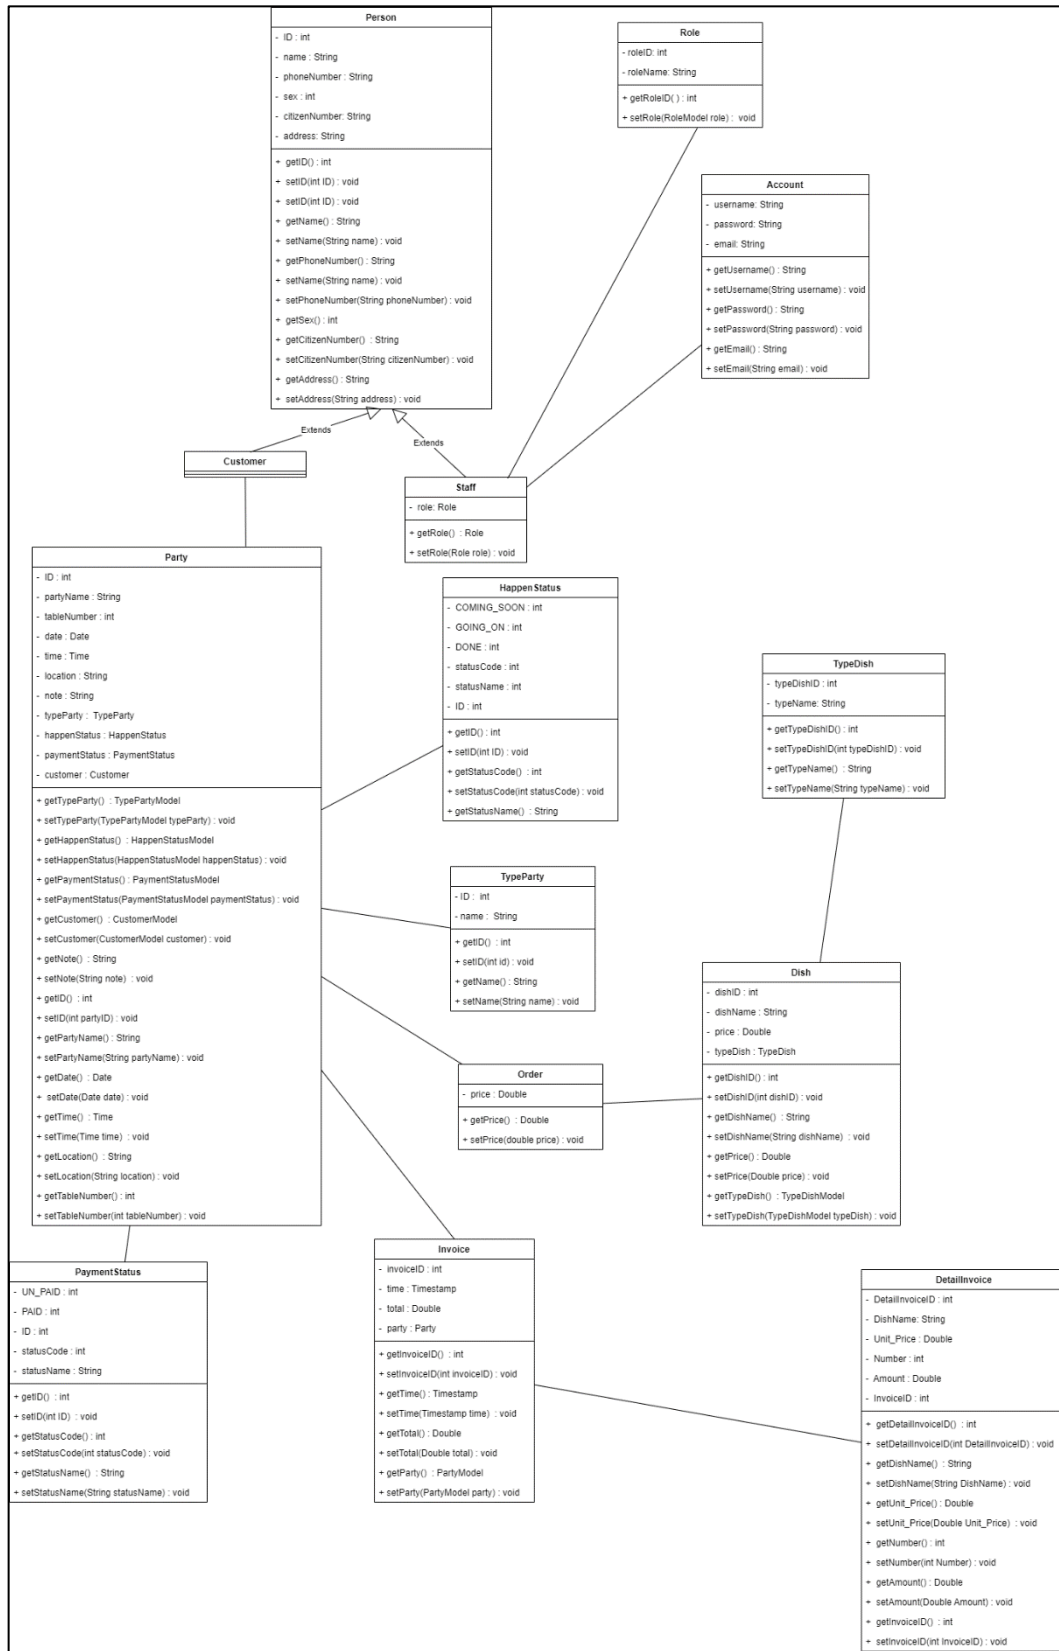 Person
- ID : int
- name : String
- phoneNumber : String
- sex : int
- citizenNumber: String
- address: String
+ getID() : int
+ setID(int ID) : void
+ setID(int ID) : void
+ getName() : String
+ setName(String name) : void
+ getPhoneNumber() : String
+ setName(String name) : void
+ setPhoneNumber(String phoneNumber) : void
+ getSex() : int
+ getCitizenNumber() : String
+ setCitizenNumber(String citizenNumber) : void
+ getAddress() : String
+ setAddress(String address) : void
Role
- roleID: int
- roleName: String
+ getRoleID( ) : int
+ setRole(RoleModel role) : void
Account
- username: String
- password: String
- email: String
+ getUsername() : String
+ setUsername(String username) : void
+ getPassword() : String
+ setPassword(String password) : void
+ getEmail() : String
+ setEmail(String email) : void
Extends
Extends
Customer
Staff
- role: Role
+ getRole() : Role
+ setRole(Role role) : void
Party
- ID : int
- partyName : String
- tableNumber : int
- date : Date
- time : Time
- location : String
- note : String
- typeParty : TypeParty
- happenStatus : HappenStatus
- paymentStatus : PaymentStatus
- customer : Customer
+ getTypeParty() : TypePartyModel
+ setTypeParty(TypePartyModel typeParty) : void
+ getHappenStatus() : HappenStatusModel
+ setHappenStatus(HappenStatusModel happenStatus) : void
+ getPaymentStatus() : PaymentStatusModel
+ setPaymentStatus(PaymentStatusModel paymentStatus) : void
+ getCustomer() : CustomerModel
+ setCustomer(CustomerModel customer) : void
+ getNote() : String
+ setNote(String note) : void
+ getID() : int
+ setID(int partyID) : void
+ getPartyName() : String
+ setPartyName(String partyName) : void
+ getDate() : Date
+ setDate(Date date) : void
+ getTime() : Time
+ setTime(Time time) : void
+ getLocation() : String
+ setLocation(String location) : void
+ getTableNumber() : int
+ setTableNumber(int tableNumber) : void
HappenStatus
- COMING_SOON : int
- GOING_ON : int
- DONE : int
- statusCode : int
- statusName : int
- ID : int
+ getID() : int
+ setID(int ID) : void
+ getStatusCode() : int
+ setStatusCode(int statusCode) : void
+ getStatusName() : String
TypeDish
- typeDishID : int
- typeName: String
+ getTypeDishID() : int
+ setTypeDishID(int typeDishID) : void
+ getTypeName() : String
+ setTypeName(String typeName) : void
TypeParty
- ID : int
- name : String
+ getID() : int
+ setID(int id) : void
+ getName() : String
+ setName(String name) : void
Dish
- dishID : int
- dishName : String
- price : Double
- typeDish : TypeDish
+ getDishID() : int
+ setDishID(int dishID) : void
+ getDishName() : String
+ setDishName(String dishName) : void
+ getPrice() : Double
+ setPrice(Double price) : void
+ getTypeDish() : TypeDishModel
+ setTypeDish(TypeDishModel typeDish) : void
Order
- price : Double
+ getPrice() : Double
+ setPrice(double price) : void
PaymentStatus
- UN_PAID : int
- PAID : int
- ID : int
- statusCode : int
- statusName : String
+ getID() : int
+ setID(int ID) : void
+ getStatusCode() : int
+ setStatusCode(int statusCode) : void
+ getStatusName() : String
+ setStatusName(String statusName) : void
Invoice
- invoiceID : int
- time : Timestamp
- total : Double
- party : Party
+ getInvoiceID() : int
+ setInvoiceID(int invoiceID) : void
+ getTime() : Timestamp
+ setTime(Timestamp time) : void
+ getTotal() : Double
+ setTotal(Double total) : void
+ getParty() : PartyModel
+ setParty(PartyModel party) : void
DetailInvoice
- DetailInvoiceID : int
- DishName: String
- Unit_Price : Double
- Number : int
- Amount : Double
- InvoiceID : int
+ getDetailInvoiceID() : int
+ setDetailInvoiceID(int DetailInvoiceID) : void
+ getDishName() : String
+ setDishName(String DishName) : void
+ getUnit_Price() : Double
+ setUnit_Price(Double Unit_Price) : void
+ getNumber() : int
+ setNumber(int Number) : void
+ getAmount() : Double
+ setAmount(Double Amount) : void
+ getInvoiceID() : int
+ setInvoiceID(int InvoiceID) : void